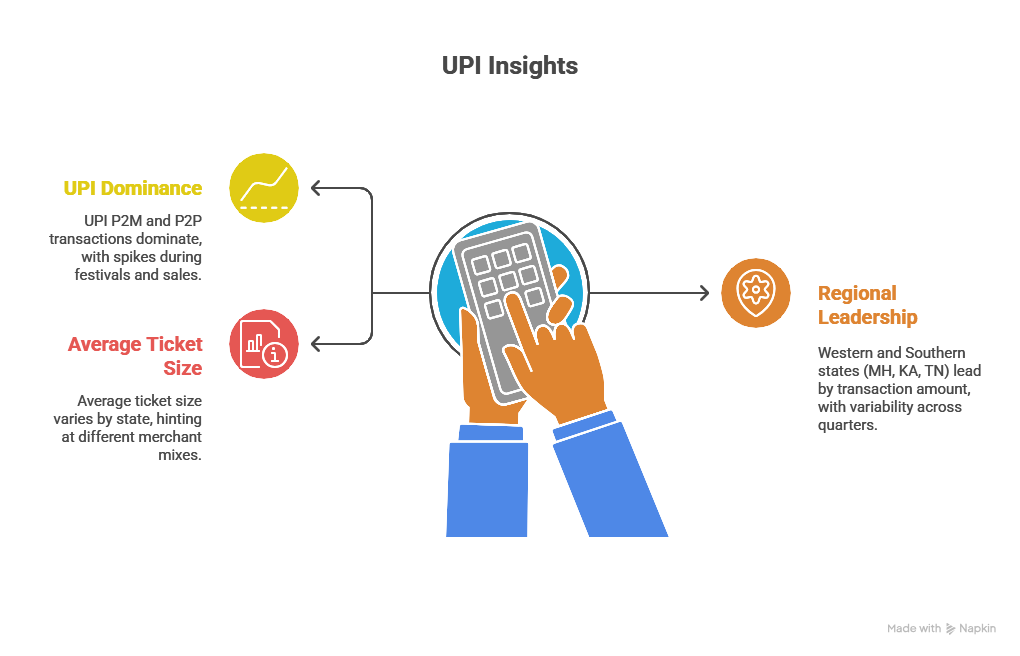 UPI Insights
UPI Dominance
UPI P2M and P2P
transactions dominate,
with spikes during
festivals and sales.
Average Ticket
Size
Average ticket size
varies by state, hinting
at different merchant
mixes.
Regional
Leadership
Western and Southern
states (MH, KA, TN) lead
by transaction amount,
with variability across
quarters.
Made with Napkin